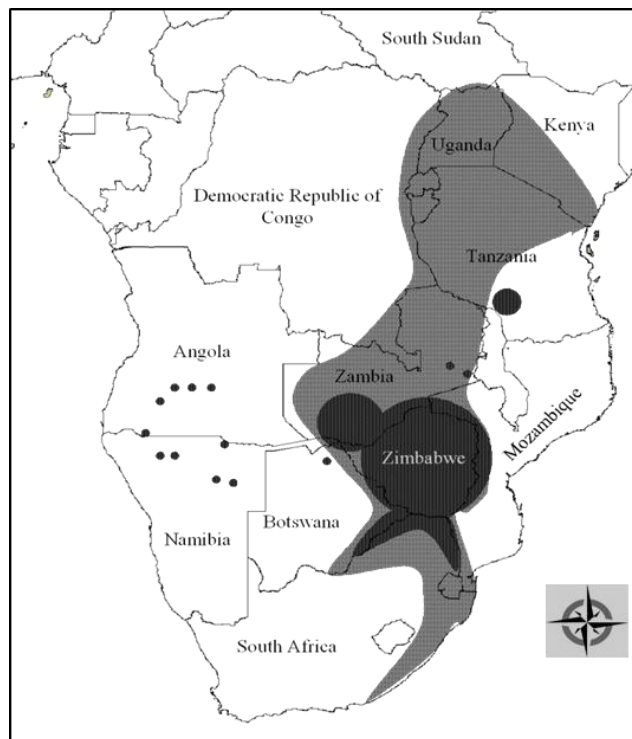 South Sudan
Kenya
Uganda
Democratic Republic of
Congo
Tanzania
Angola
Zambia
Mozambique
Zimbabwe
Botswana
Namibia
South Africa